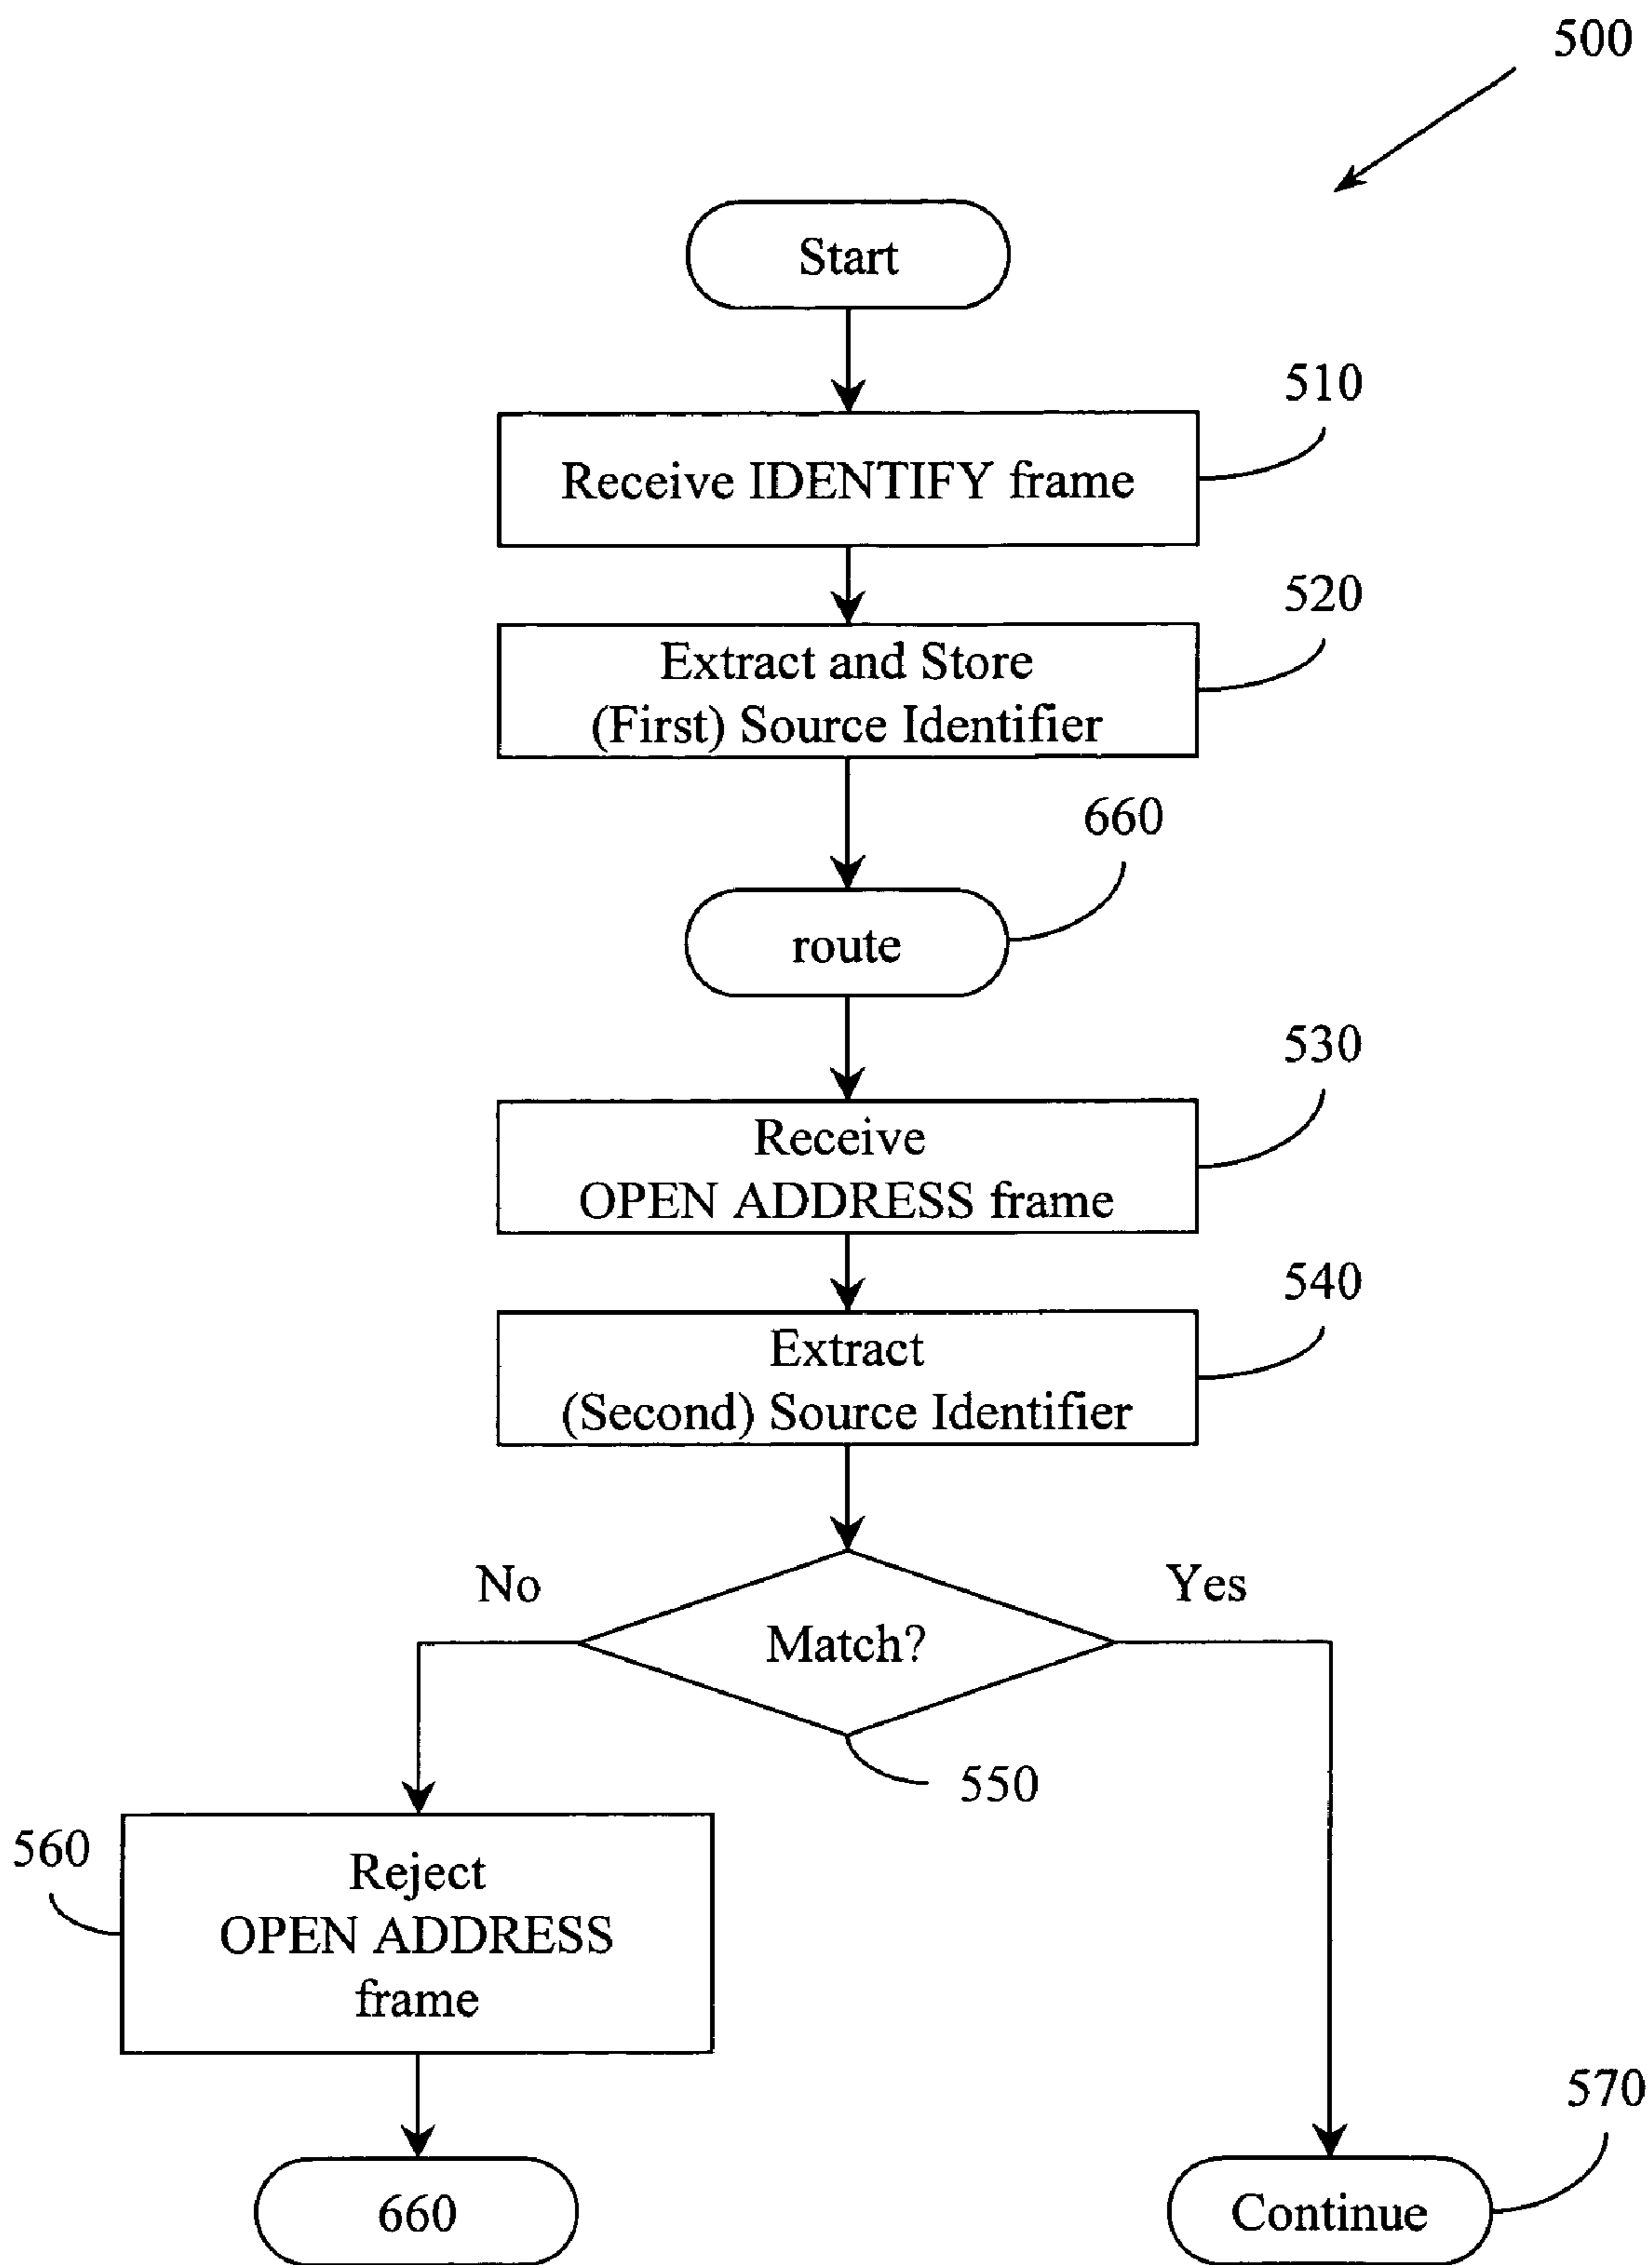 500
Start
510
Receive IDENTIFY frame
520
Extract and Store
(First) Source Identifier
660
route
530
Receive
OPEN ADDRESS frame
540
Extract
(Second) Source Identifier
No
Yes
Match?
550
560
Reject
OPEN ADDRESS
frame
570
660
Continue